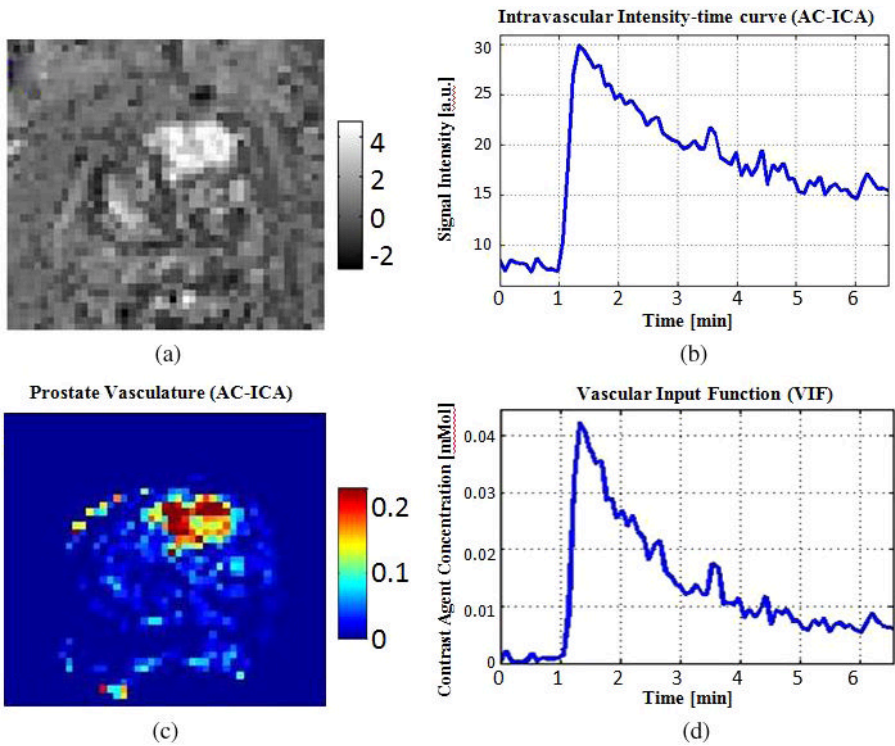 Intravascular Intensity-time curve (AC-ICA)
4
2
0
-2
Signal Intensity [a.u.]
30
25
20
15
10
0 1 2 3 4 5 6
Time [min]
(a)
(b)
Prostate Vasculature (AC-ICA)
0.2
0.1
0
Vascular Input Function (VIF)
Contrast Agent Concentration [mMol]
0.04
0.03
0.02
0.01
0
0 1 2 3 4 5 6
Time [min]
(c)
(d)